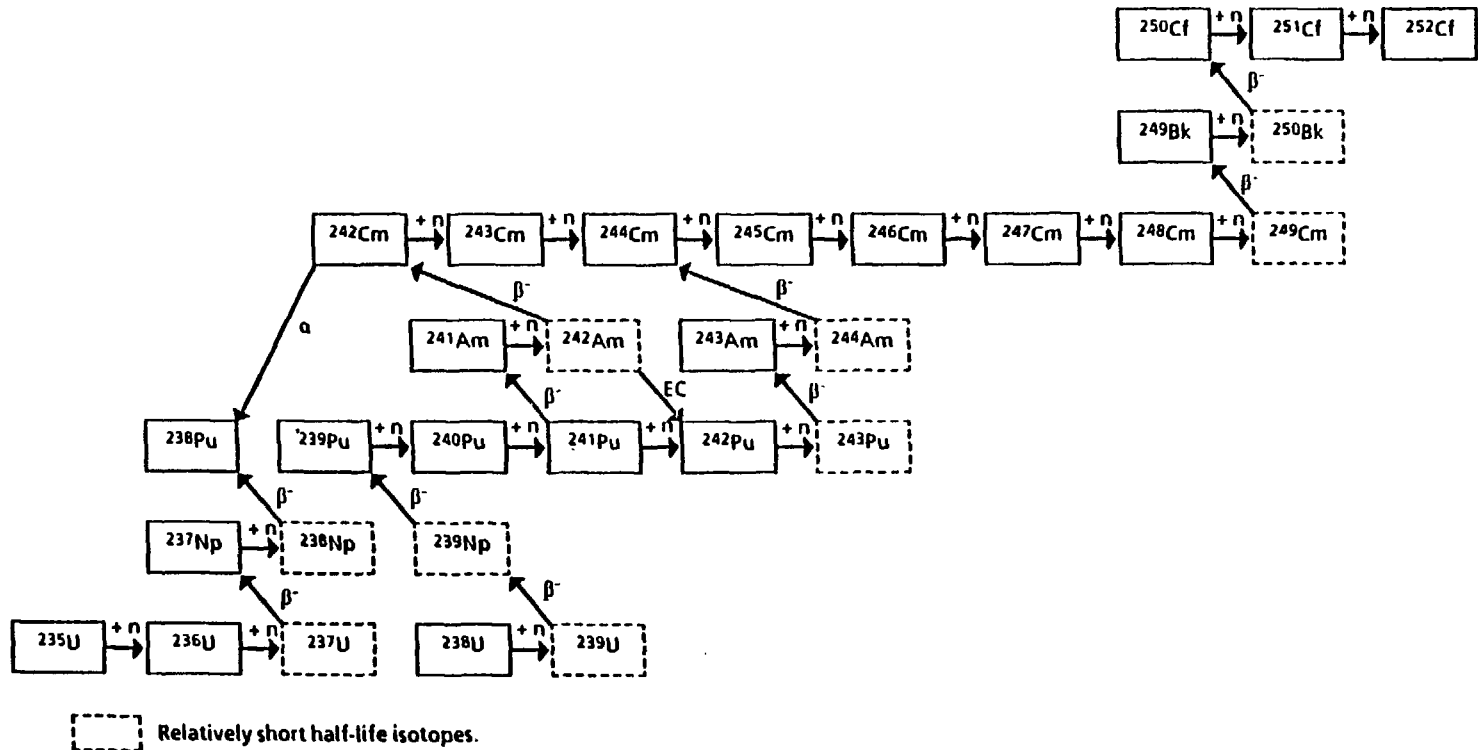 ²⁵⁰Cf + n ²⁵¹Cf + n ²⁵²Cf
β⁻
²⁴⁹Bk + n ²⁵⁰Bk
β⁻
²⁴²Cm + n ²⁴³Cm + n ²⁴⁴Cm + n ²⁴⁵Cm + n ²⁴⁶Cm + n ²⁴⁷Cm + n ²⁴⁸Cm + n ²⁴⁹Cm
β⁻ β⁻
α
²⁴¹Am + n ²⁴²Am ²⁴³Am + n ²⁴⁴Am
β⁻ EC β⁻
²³⁸Pu ²³⁹Pu + n ²⁴⁰Pu + n ²⁴¹Pu + n ²⁴²Pu + n ²⁴³Pu
β⁻ β⁻
²³⁷Np + n ²³⁸Np ²³⁹Np
β⁻ β⁻
²³⁵U + n ²³⁶U + n ²³⁷U ²³⁸U + n ²³⁹U
Relatively short half-life isotopes.